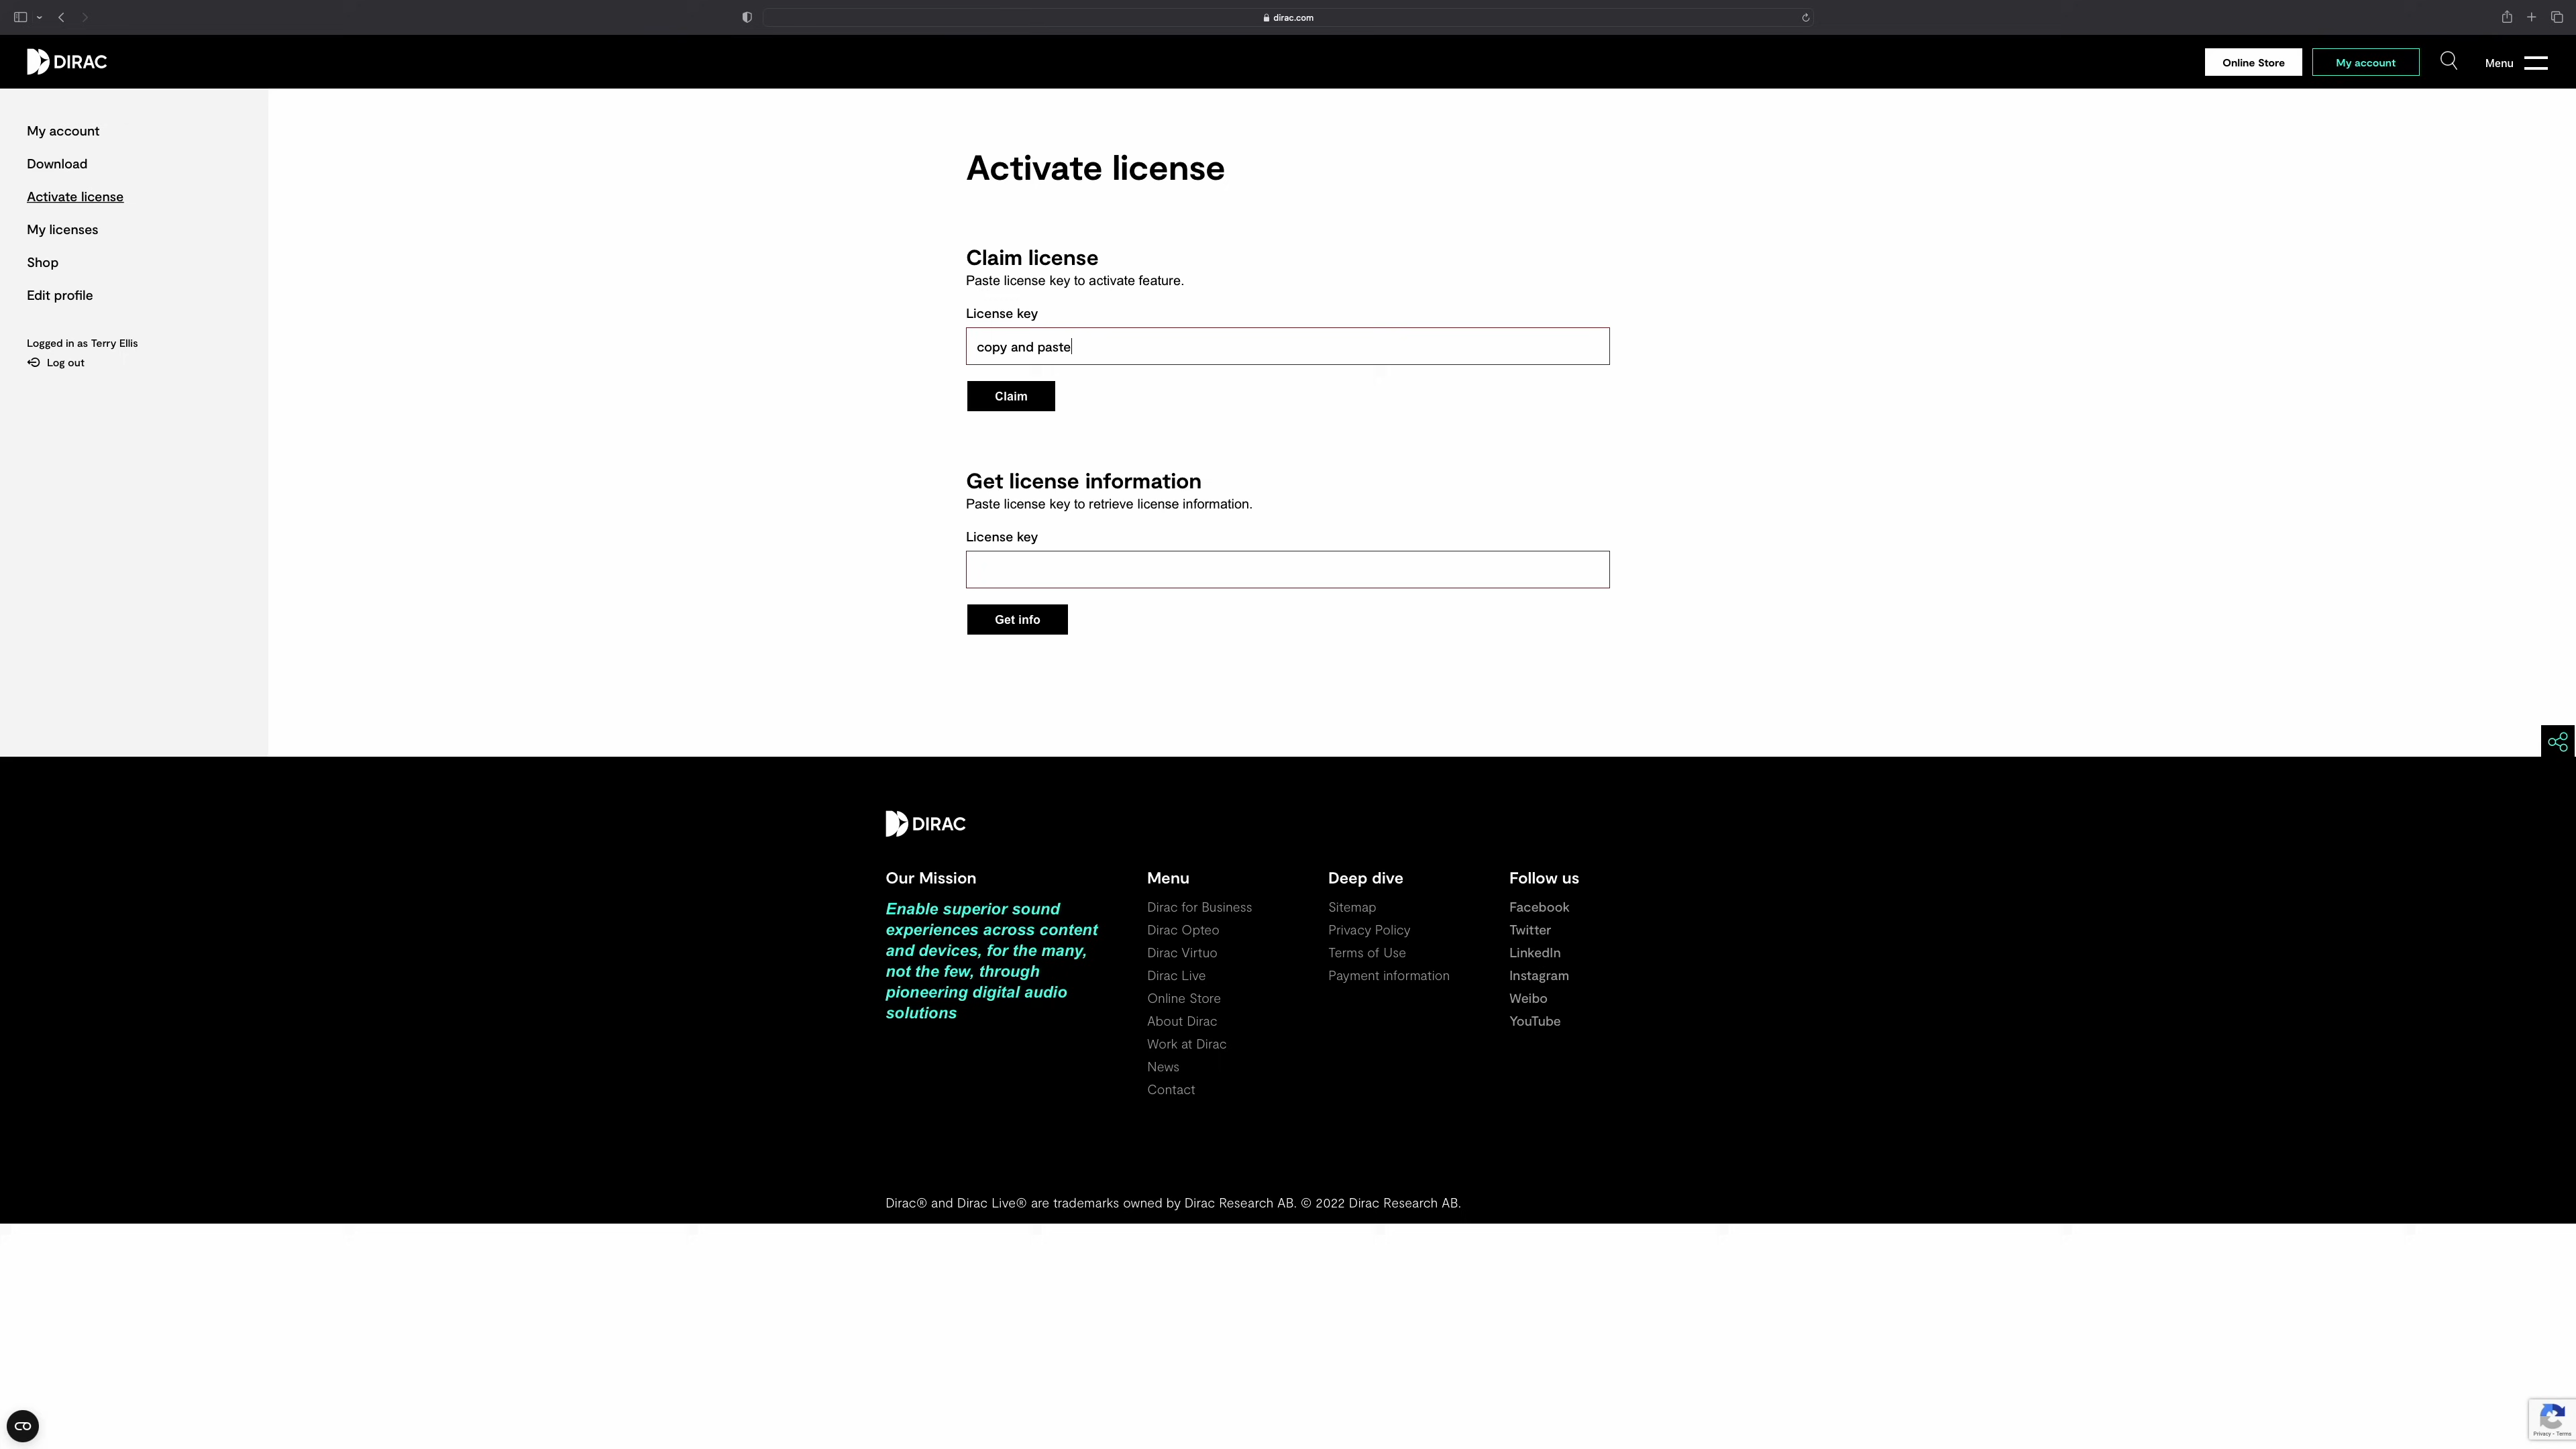 dirac.com
DIRAC
Online Store
My account
Menu
My account
Download
Activate license
My licenses
Shop
Edit profile
Logged in as Terry Ellis
Log out
Activate license
Claim license
Paste license key to activate feature.
License key
copy and paste
Claim
Get license information
Paste license key to retrieve license information.
License key
Get info
DIRAC
Our Mission
Enable superior sound
experiences across content
and devices, for the many,
not the few, through
pioneering digital audio
solutions
Menu
Dirac for Business
Dirac Opteo
Dirac Virtuo
Dirac Live
Online Store
About Dirac
Work at Dirac
News
Contact
Deep dive
Sitemap
Privacy Policy
Terms of Use
Payment information
Follow us
Facebook
Twitter
LinkedIn
Instagram
Weibo
YouTube
Dirac® and Dirac Live® are trademarks owned by Dirac Research AB. © 2022 Dirac Research AB.
Privacy - Terms